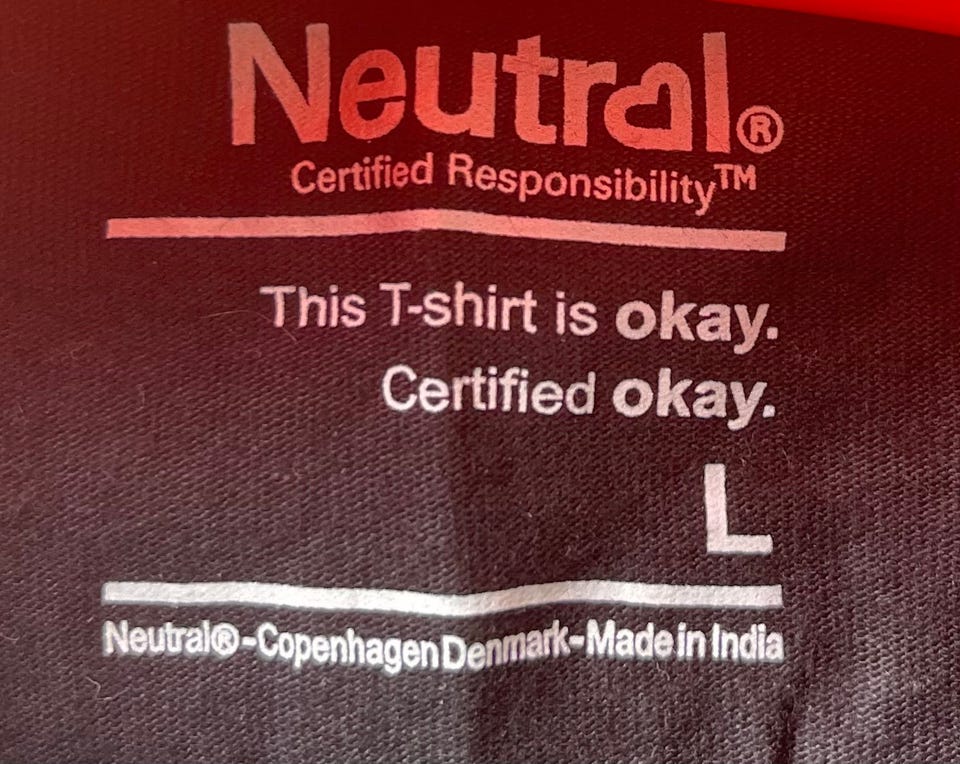 Neutral®
Certified Responsibility™
This T-shirt is okay.
Certified okay.
L
Neutral®-Copenhagen Denmark-Made in India